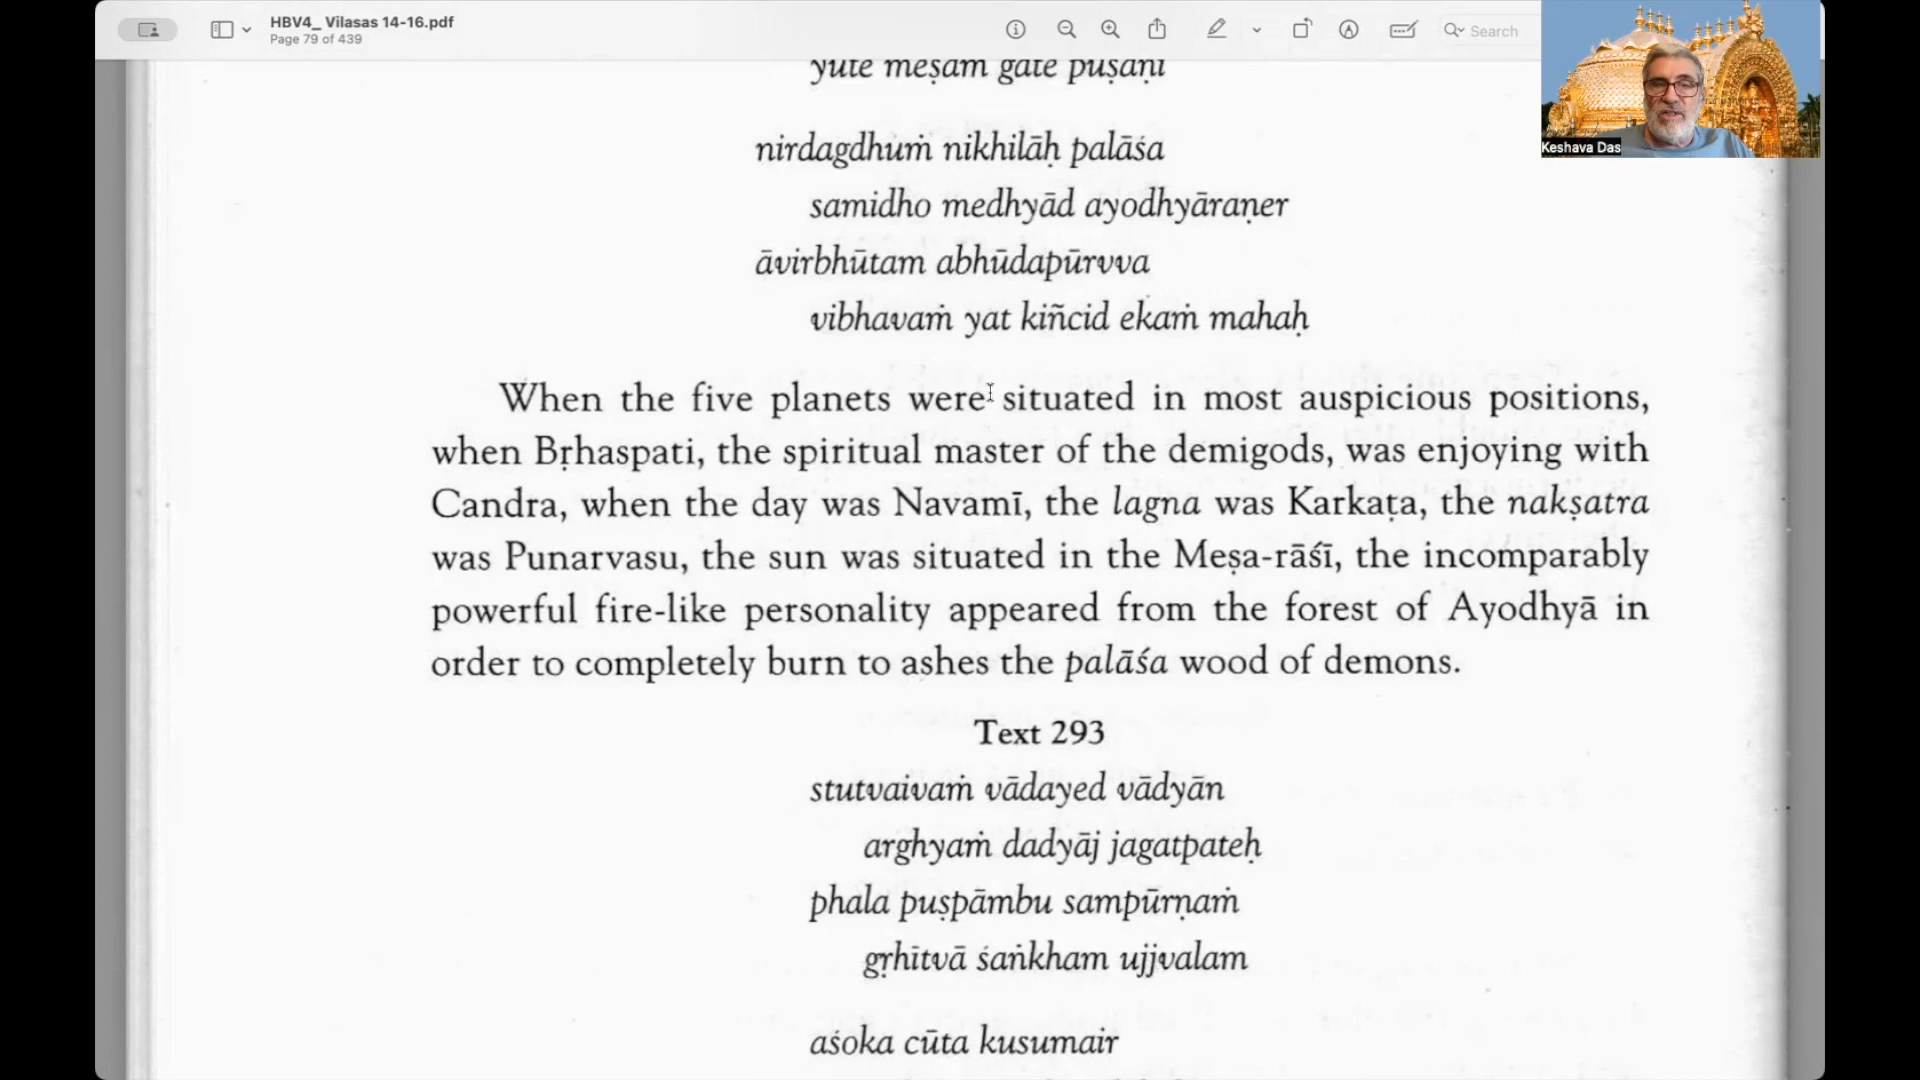 HBV4_ Vilasas 14-16.pdf
Page 79 of 439
Search
Keshava Das
yute meṣaṁ gate pūṣaṇi
nirdagdhuṁ nikhilāḥ palāśa
samidho medhyād ayodhyāraṇer
āvirbhūtam abhūdapūrvva
vibhavaṁ yat kiñcid ekaṁ mahaḥ
When the five planets were situated in most auspicious positions,
when Bṛhaspati, the spiritual master of the demigods, was enjoying with
Candra, when the day was Navamī, the lagna was Karkaṭa, the nakṣatra
was Punarvasu, the sun was situated in the Meṣa-rāśī, the incomparably
powerful fire-like personality appeared from the forest of Ayodhyā in
order to completely burn to ashes the palāśa wood of demons.
Text 293
stutvaivaṁ vādayed vādyān
arghyaṁ dadyāj jagatpateḥ
phala puṣpāmbu sampūrṇaṁ
gṛhītvā śaṅkham ujjvalam
aśoka cūta kusumair